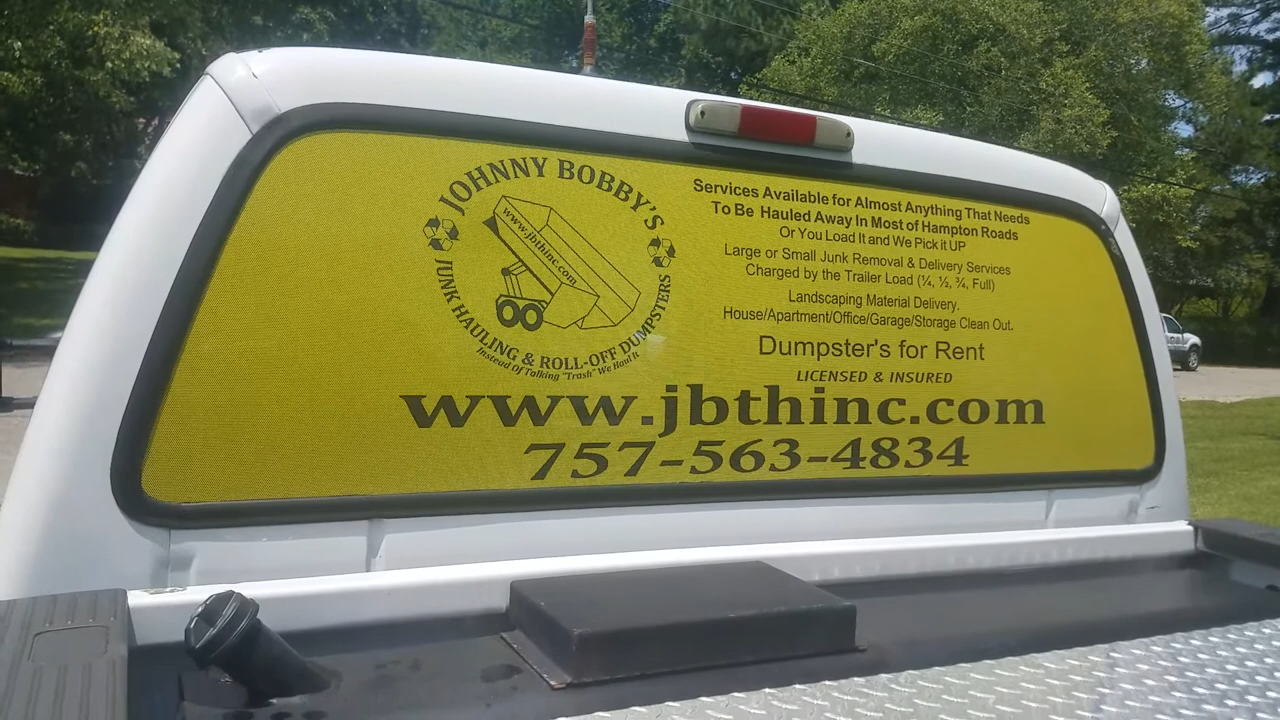 JOHNNY BOBBY'S
www.jbthinc.com
JUNK HAULING & ROLL-OFF DUMPSTERS
Instead Of Talking "Trash" We Haul It
Services Available for Almost Anything That Needs
To Be Hauled Away In Most of Hampton Roads
Or You Load It and We Pick it UP
Large or Small Junk Removal & Delivery Services
Charged by the Trailer Load (¼, ½, ¾, Full)
Landscaping Material Delivery.
House/Apartment/Office/Garage/Storage Clean Out.
Dumpster's for Rent
LICENSED & INSURED
www.jbthinc.com
757-563-4834